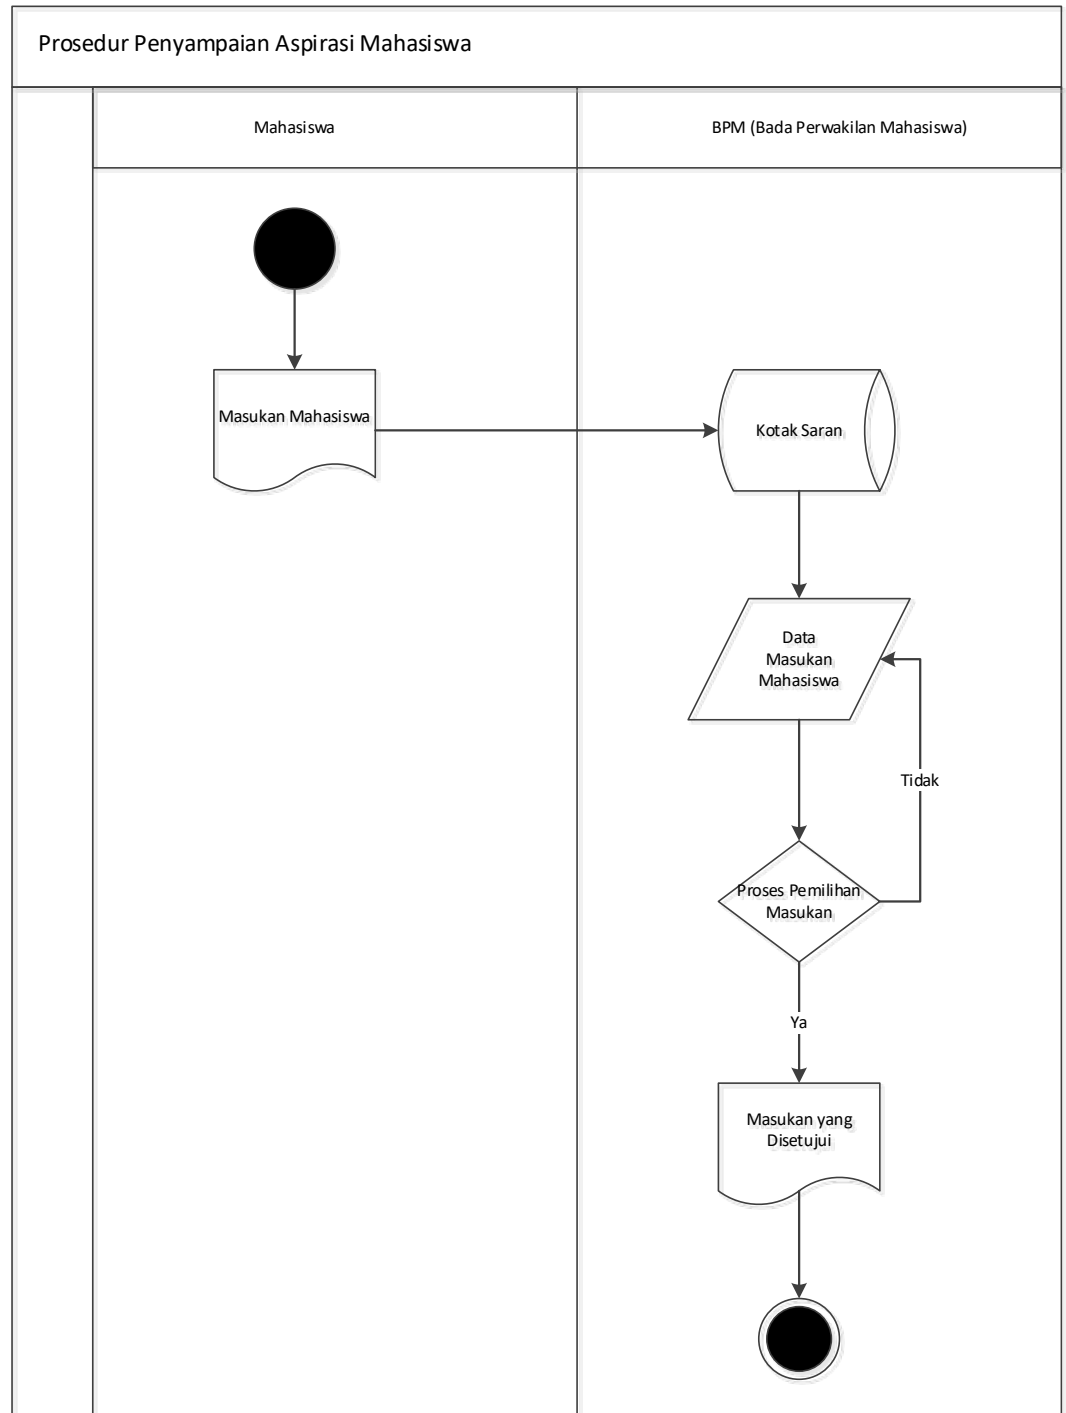 Prosedur Penyampaian Aspirasi Mahasiswa
Mahasiswa
BPM (Bada Perwakilan Mahasiswa)
Masukan Mahasiswa
Kotak Saran
Data
Masukan
Mahasiswa
Tidak
Proses Pemilihan
Masukan
Ya
Masukan yang
Disetujui